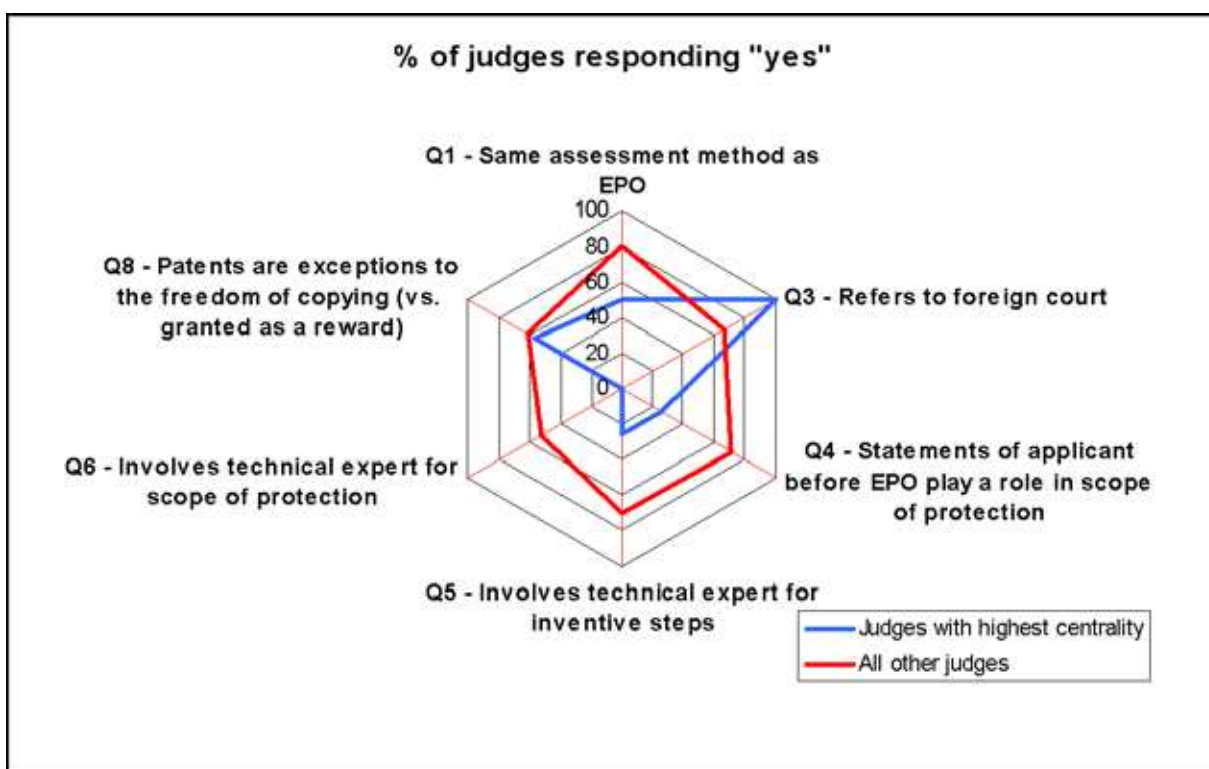 % of judges responding "yes"
Q1 - Same assessment method as
EPO
100
80
60
40
20
0
Q3 - Refers to foreign court
Q4 - Statements of applicant
before EPO play a role in scope
of protection
Q5 - Involves technical expert for
inventive steps
Q6 - Involves technical expert for
scope of protection
Q8 - Patents are exceptions to
the freedom of copying (vs.
granted as a reward)
Judges with highest centrality
All other judges